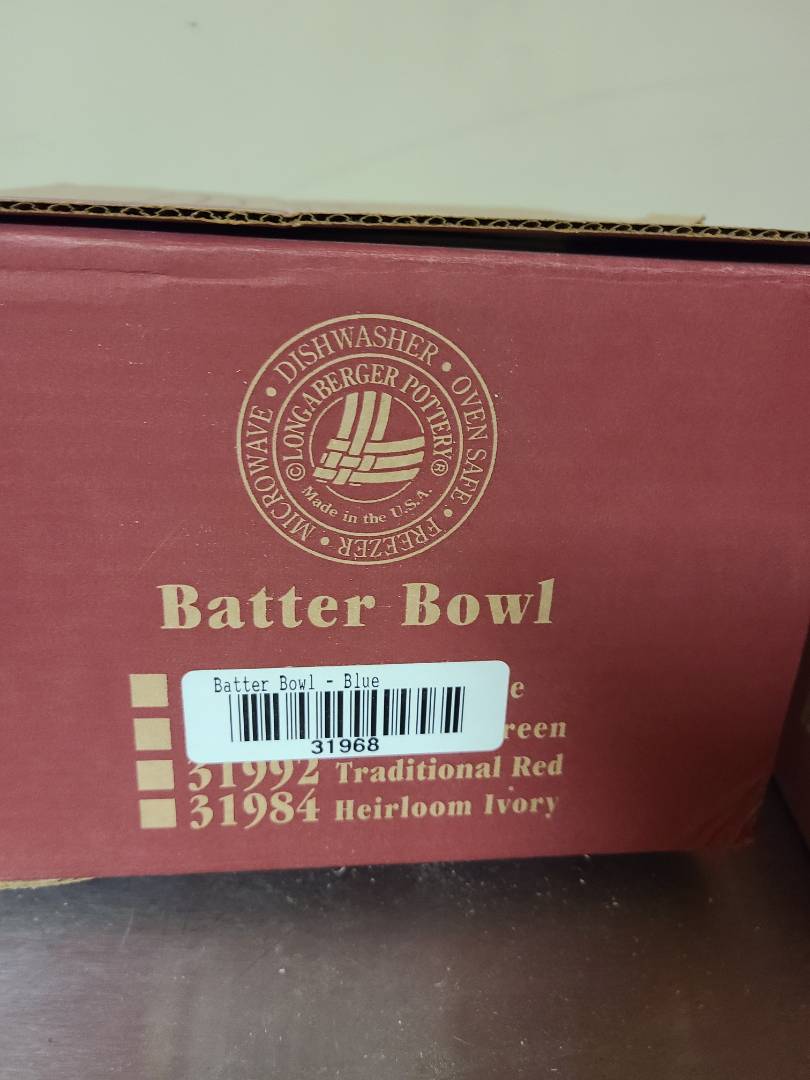 MICROWAVE • DISHWASHER • OVEN SAFE • FREEZER •
© LONGABERGER POTTERY ®
Made in the U.S.A.
Batter Bowl
Batter Bowl - Blue
31968
31992 Traditional Red
31984 Heirloom Ivory